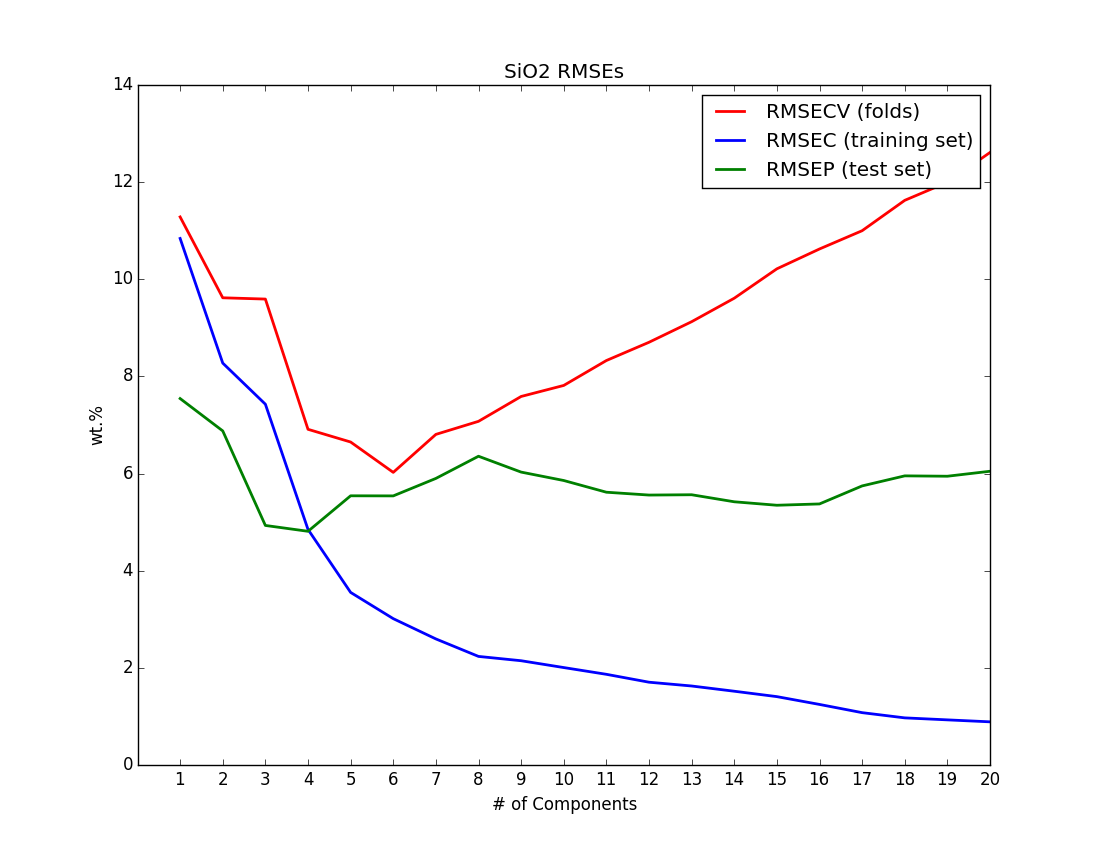 SiO2 RMSEs
14
12
10
8
6
4
2
0
wt.%
RMSECV (folds)
RMSEC (training set)
RMSEP (test set)
1 2 3 4 5 6 7 8 9 10 11 12 13 14 15 16 17 18 19 20
# of Components